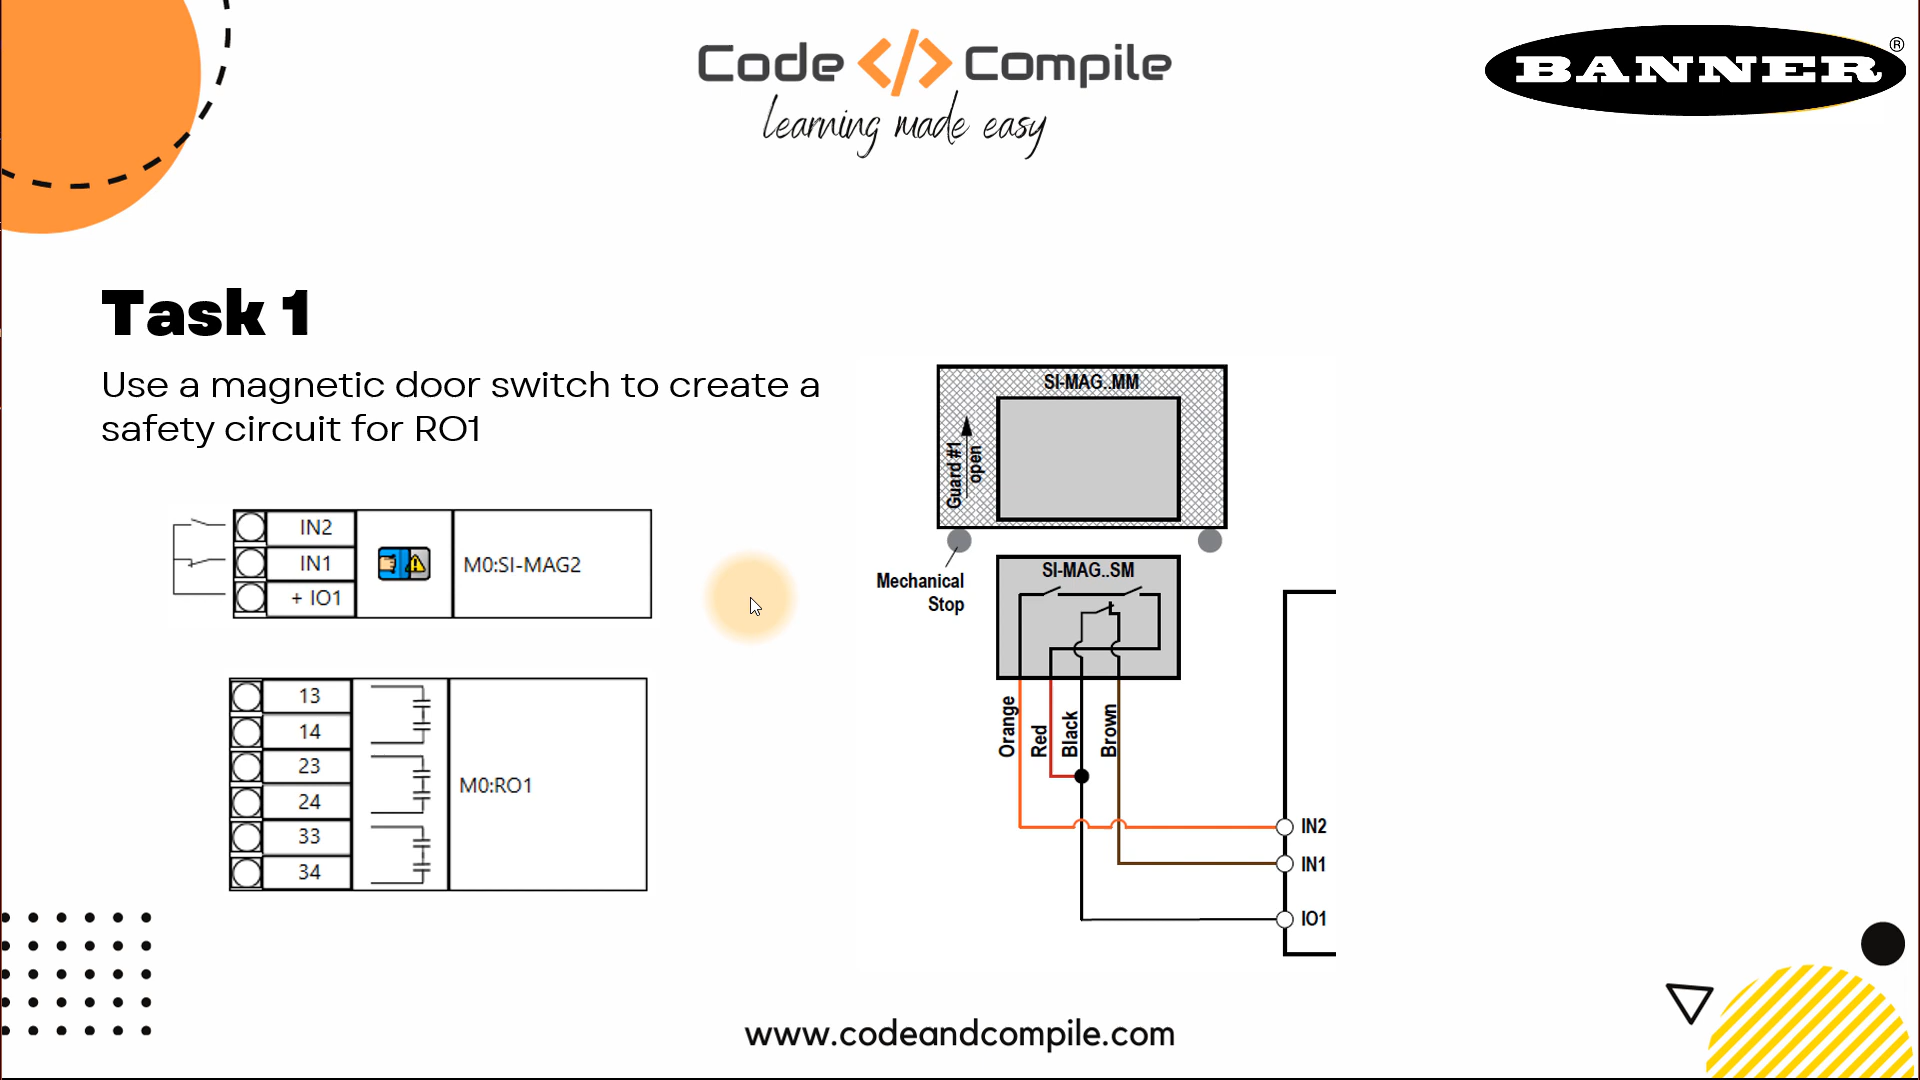 Code </> Compile
learning made easy
BANNER®
Task 1
Use a magnetic door switch to create a
safety circuit for RO1
IN2
IN1
+ IO1
M0:SI-MAG2
13
14
23
24
33
34
M0:RO1
SI-MAG..MM
Guard #1
open
Mechanical
Stop
SI-MAG..SM
Orange
Red
Black
Brown
IN2
IN1
IO1
www.codeandcompile.com